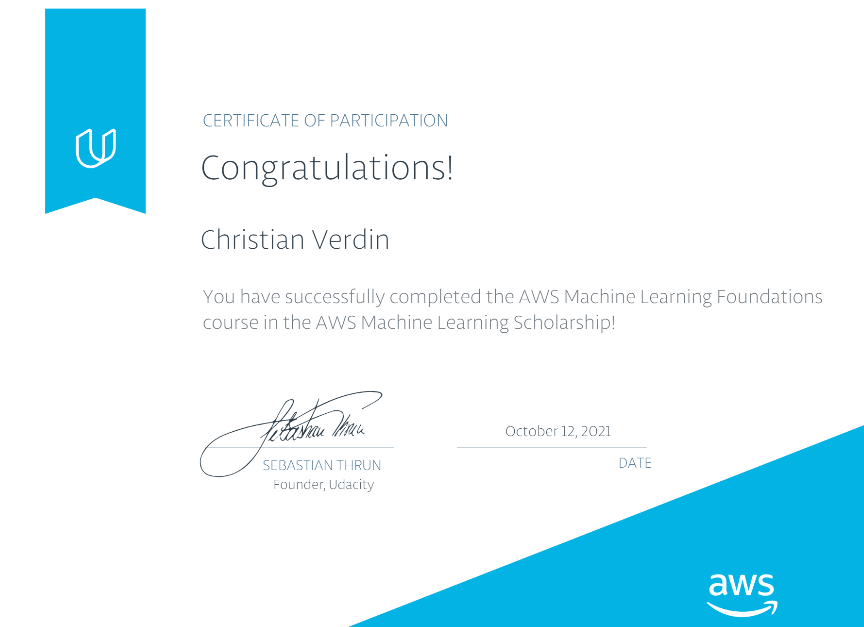 CERTIFICATE OF PARTICIPATION
Congratulations!
Christian Verdin
You have successfully completed the AWS Machine Learning Foundations
course in the AWS Machine Learning Scholarship!
Sebastian Thrun
SEBASTIAN THRUN
Founder, Udacity
October 12, 2021
DATE
aws